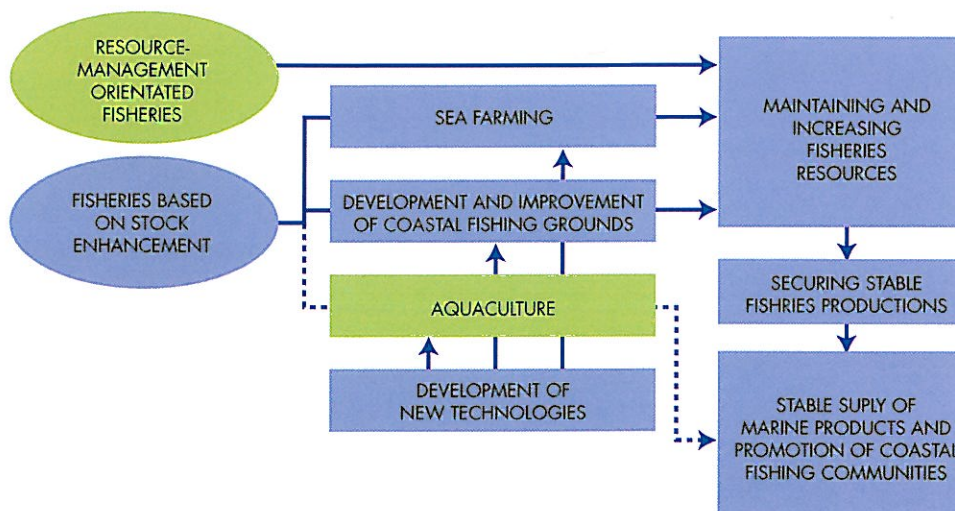 RESOURCE-
MANAGEMENT
ORIENTATED
FISHERIES
SEA FARMING
MAINTAINING AND
INCREASING
FISHERIES
RESOURCES
FISHERIES BASED
ON STOCK
ENHANCEMENT
DEVELOPMENT AND IMPROVEMENT
OF COASTAL FISHING GROUNDS
AQUACULTURE
SECURING STABLE
FISHRIES PRODUCTIONS
DEVELOPMENT OF
NEW TECHNOLOGIES
STABLE SUPLY OF
MARINE PRODUCTS AND
PROMOTION OF COASTAL
FISHING COMMUNITIES